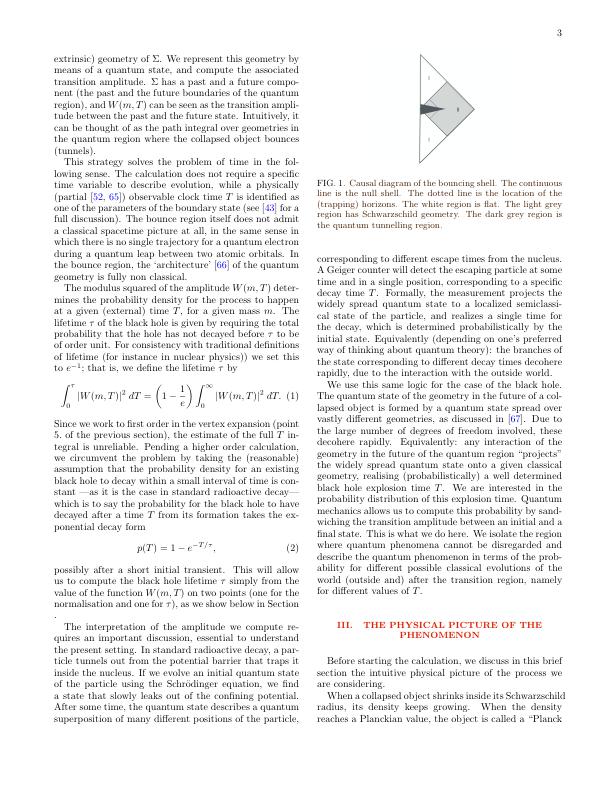 3
extrinsic) geometry of Σ. We represent this geometry by
means of a quantum state, and compute the associated
transition amplitude. Σ has a past and a future compo-
nent (the past and the future boundaries of the quantum
region), and W(m, T) can be seen as the transition ampli-
tude between the past and the future state. Intuitively, it
can be thought of as the path integral over geometries in
the quantum region where the collapsed object bounces
(tunnels).
This strategy solves the problem of time in the fol-
lowing sense. The calculation does not require a specific
time variable to describe evolution, while a physically
(partial [52, 65]) observable clock time T is identified as
one of the parameters of the boundary state (see [43] for a
full discussion). The bounce region itself does not admit
a classical spacetime picture at all, in the same sense in
which there is no single trajectory for a quantum electron
during a quantum leap between two atomic orbitals. In
the bounce region, the 'architecture' [66] of the quantum
geometry is fully non classical.
The modulus squared of the amplitude W(m, T) deter-
mines the probability density for the process to happen
at a given (external) time T, for a given mass m. The
lifetime τ of the black hole is given by requiring the total
probability that the hole has not decayed before τ to be
of order unit. For consistency with traditional definitions
of lifetime (for instance in nuclear physics)) we set this
to e⁻¹; that is, we define the lifetime τ by
∫₀^τ |W(m, T)|² dT = (1 − 1/e) ∫₀^∞ |W(m, T)|² dT. (1)
Since we work to first order in the vertex expansion (point
5. of the previous section), the estimate of the full T in-
tegral is unreliable. Pending a higher order calculation,
we circumvent the problem by taking the (reasonable)
assumption that the probability density for an existing
black hole to decay within a small interval of time is con-
stant —as it is the case in standard radioactive decay—
which is to say the probability for the black hole to have
decayed after a time T from its formation takes the ex-
ponential decay form
p(T) = 1 − e^{−T/τ}, (2)
possibly after a short initial transient. This will allow
us to compute the black hole lifetime τ simply from the
value of the function W(m, T) on two points (one for the
normalisation and one for τ), as we show below in Section
.
The interpretation of the amplitude we compute re-
quires an important discussion, essential to understand
the present setting. In standard radioactive decay, a par-
ticle tunnels out from the potential barrier that traps it
inside the nucleus. If we evolve an initial quantum state
of the particle using the Schrödinger equation, we find
a state that slowly leaks out of the confining potential.
After some time, the quantum state describes a quantum
superposition of many different positions of the particle,
FIG. 1. Causal diagram of the bouncing shell. The continuous
line is the null shell. The dotted line is the location of the
(trapping) horizons. The white region is flat. The light grey
region has Schwarzschild geometry. The dark grey region is
the quantum tunnelling region.
corresponding to different escape times from the nucleus.
A Geiger counter will detect the escaping particle at some
time and in a single position, corresponding to a specific
decay time T. Formally, the measurement projects the
widely spread quantum state to a localized semiclassi-
cal state of the particle, and realizes a single time for
the decay, which is determined probabilistically by the
initial state. Equivalently (depending on one's preferred
way of thinking about quantum theory): the branches of
the state corresponding to different decay times decohere
rapidly, due to the interaction with the outside world.
We use this same logic for the case of the black hole.
The quantum state of the geometry in the future of a col-
lapsed object is formed by a quantum state spread over
vastly different geometries, as discussed in [67]. Due to
the large number of degrees of freedom involved, these
decohere rapidly. Equivalently: any interaction of the
geometry in the future of the quantum region "projects"
the widely spread quantum state onto a given classical
geometry, realising (probabilistically) a well determined
black hole explosion time T. We are interested in the
probability distribution of this explosion time. Quantum
mechanics allows us to compute this probability by sand-
wiching the transition amplitude between an initial and a
final state. This is what we do here. We isolate the region
where quantum phenomena cannot be disregarded and
describe the quantum phenomenon in terms of the prob-
ability for different possible classical evolutions of the
world (outside and) after the transition region, namely
for different values of T.
III. THE PHYSICAL PICTURE OF THE
PHENOMENON
Before starting the calculation, we discuss in this brief
section the intuitive physical picture of the process we
are considering.
When a collapsed object shrinks inside its Schwarzschild
radius, its density keeps growing. When the density
reaches a Planckian value, the object is called a "Planck